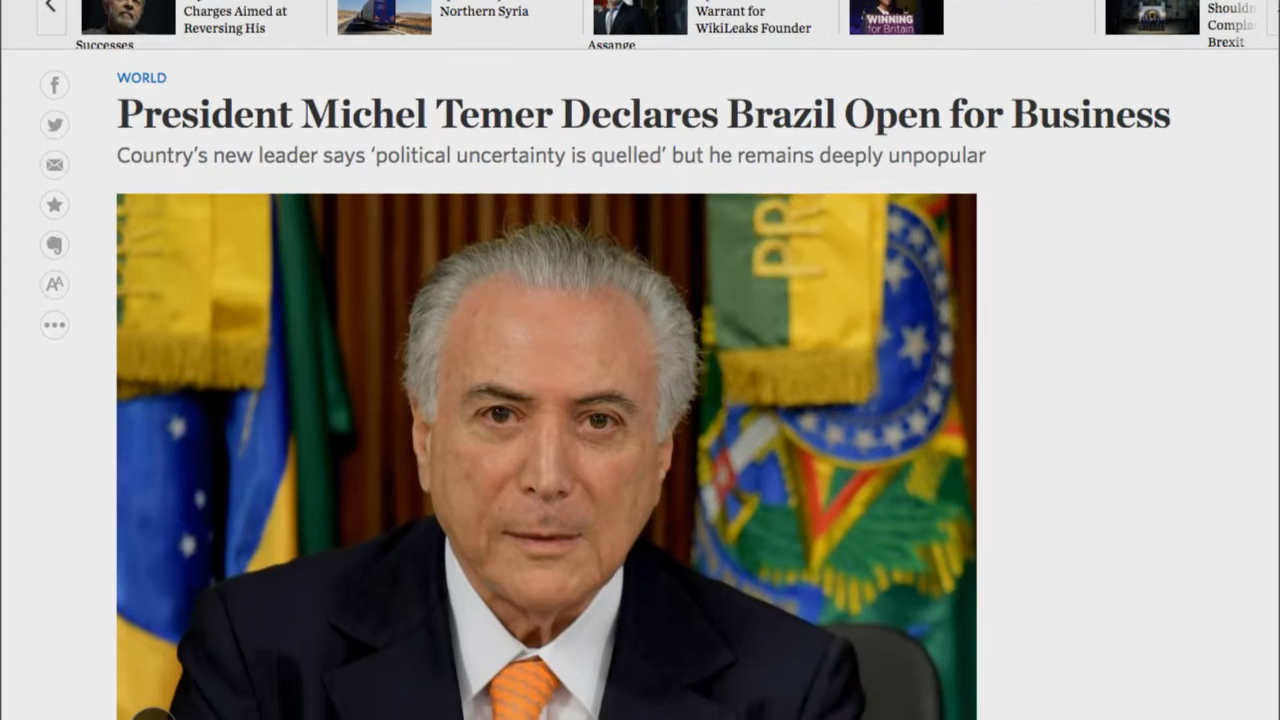 Charges Aimed at
Reversing His
Successes
Northern Syria
Warrant for
WikiLeaks Founder
Assange
WINNING
for Britain
Brexit
WORLD
President Michel Temer Declares Brazil Open for Business
Country's new leader says ‘political uncertainty is quelled’ but he remains deeply unpopular
AA
PR